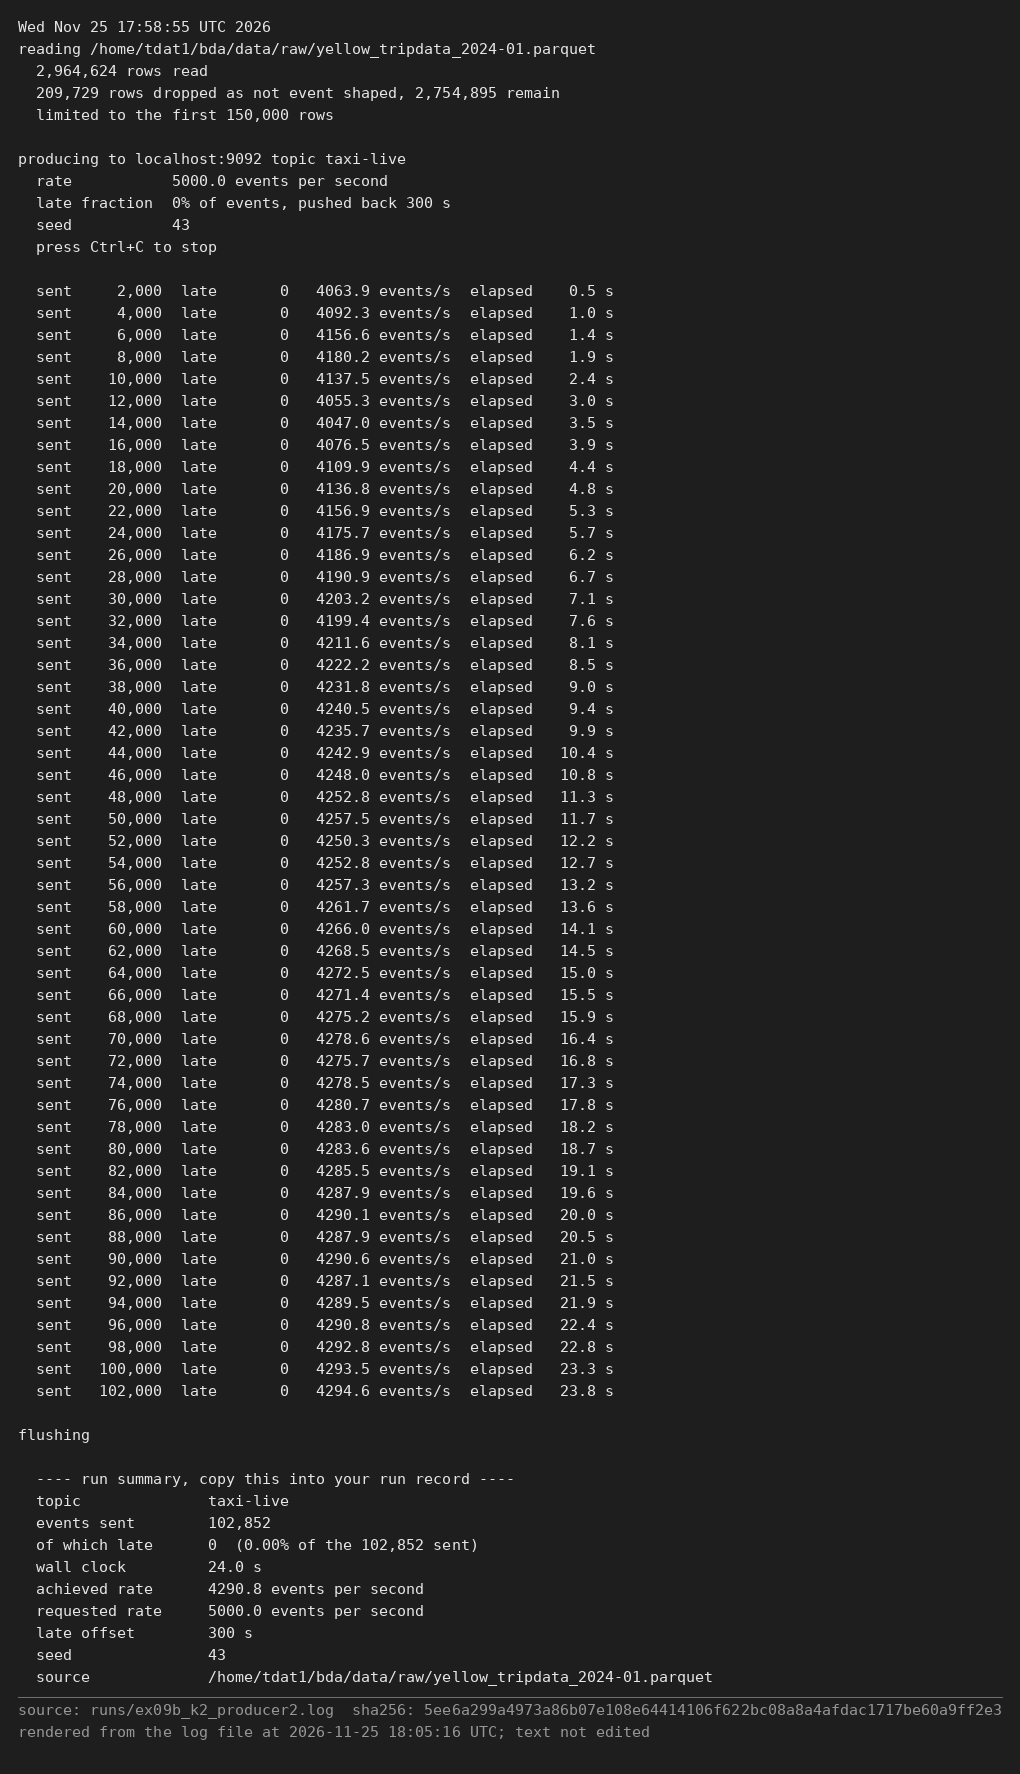 Wed Nov 25 17:58:55 UTC 2026
reading /home/tdat1/bda/data/raw/yellow_tripdata_2024-01.parquet
  2,964,624 rows read
  209,729 rows dropped as not event shaped, 2,754,895 remain
  limited to the first 150,000 rows

producing to localhost:9092 topic taxi-live
  rate           5000.0 events per second
  late fraction  0% of events, pushed back 300 s
  seed           43
  press Ctrl+C to stop

  sent     2,000  late       0   4063.9 events/s  elapsed    0.5 s
  sent     4,000  late       0   4092.3 events/s  elapsed    1.0 s
  sent     6,000  late       0   4156.6 events/s  elapsed    1.4 s
  sent     8,000  late       0   4180.2 events/s  elapsed    1.9 s
  sent    10,000  late       0   4137.5 events/s  elapsed    2.4 s
  sent    12,000  late       0   4055.3 events/s  elapsed    3.0 s
  sent    14,000  late       0   4047.0 events/s  elapsed    3.5 s
  sent    16,000  late       0   4076.5 events/s  elapsed    3.9 s
  sent    18,000  late       0   4109.9 events/s  elapsed    4.4 s
  sent    20,000  late       0   4136.8 events/s  elapsed    4.8 s
  sent    22,000  late       0   4156.9 events/s  elapsed    5.3 s
  sent    24,000  late       0   4175.7 events/s  elapsed    5.7 s
  sent    26,000  late       0   4186.9 events/s  elapsed    6.2 s
  sent    28,000  late       0   4190.9 events/s  elapsed    6.7 s
  sent    30,000  late       0   4203.2 events/s  elapsed    7.1 s
  sent    32,000  late       0   4199.4 events/s  elapsed    7.6 s
  sent    34,000  late       0   4211.6 events/s  elapsed    8.1 s
  sent    36,000  late       0   4222.2 events/s  elapsed    8.5 s
  sent    38,000  late       0   4231.8 events/s  elapsed    9.0 s
  sent    40,000  late       0   4240.5 events/s  elapsed    9.4 s
  sent    42,000  late       0   4235.7 events/s  elapsed    9.9 s
  sent    44,000  late       0   4242.9 events/s  elapsed   10.4 s
  sent    46,000  late       0   4248.0 events/s  elapsed   10.8 s
  sent    48,000  late       0   4252.8 events/s  elapsed   11.3 s
  sent    50,000  late       0   4257.5 events/s  elapsed   11.7 s
  sent    52,000  late       0   4250.3 events/s  elapsed   12.2 s
  sent    54,000  late       0   4252.8 events/s  elapsed   12.7 s
  sent    56,000  late       0   4257.3 events/s  elapsed   13.2 s
  sent    58,000  late       0   4261.7 events/s  elapsed   13.6 s
  sent    60,000  late       0   4266.0 events/s  elapsed   14.1 s
  sent    62,000  late       0   4268.5 events/s  elapsed   14.5 s
  sent    64,000  late       0   4272.5 events/s  elapsed   15.0 s
  sent    66,000  late       0   4271.4 events/s  elapsed   15.5 s
  sent    68,000  late       0   4275.2 events/s  elapsed   15.9 s
  sent    70,000  late       0   4278.6 events/s  elapsed   16.4 s
  sent    72,000  late       0   4275.7 events/s  elapsed   16.8 s
  sent    74,000  late       0   4278.5 events/s  elapsed   17.3 s
  sent    76,000  late       0   4280.7 events/s  elapsed   17.8 s
  sent    78,000  late       0   4283.0 events/s  elapsed   18.2 s
  sent    80,000  late       0   4283.6 events/s  elapsed   18.7 s
  sent    82,000  late       0   4285.5 events/s  elapsed   19.1 s
  sent    84,000  late       0   4287.9 events/s  elapsed   19.6 s
  sent    86,000  late       0   4290.1 events/s  elapsed   20.0 s
  sent    88,000  late       0   4287.9 events/s  elapsed   20.5 s
  sent    90,000  late       0   4290.6 events/s  elapsed   21.0 s
  sent    92,000  late       0   4287.1 events/s  elapsed   21.5 s
  sent    94,000  late       0   4289.5 events/s  elapsed   21.9 s
  sent    96,000  late       0   4290.8 events/s  elapsed   22.4 s
  sent    98,000  late       0   4292.8 events/s  elapsed   22.8 s
  sent   100,000  late       0   4293.5 events/s  elapsed   23.3 s
  sent   102,000  late       0   4294.6 events/s  elapsed   23.8 s

flushing

  ---- run summary, copy this into your run record ----
  topic              taxi-live
  events sent        102,852
  of which late      0  (0.00% of the 102,852 sent)
  wall clock         24.0 s
  achieved rate      4290.8 events per second
  requested rate     5000.0 events per second
  late offset        300 s
  seed               43
  source             /home/tdat1/bda/data/raw/yellow_tripdata_2024-01.parquet
source: runs/ex09b_k2_producer2.log  sha256: 5ee6a299a4973a86b07e108e64414106f622bc08a8a4afdac1717be60a9ff2e3
rendered from the log file at 2026-11-25 18:05:16 UTC; text not edited